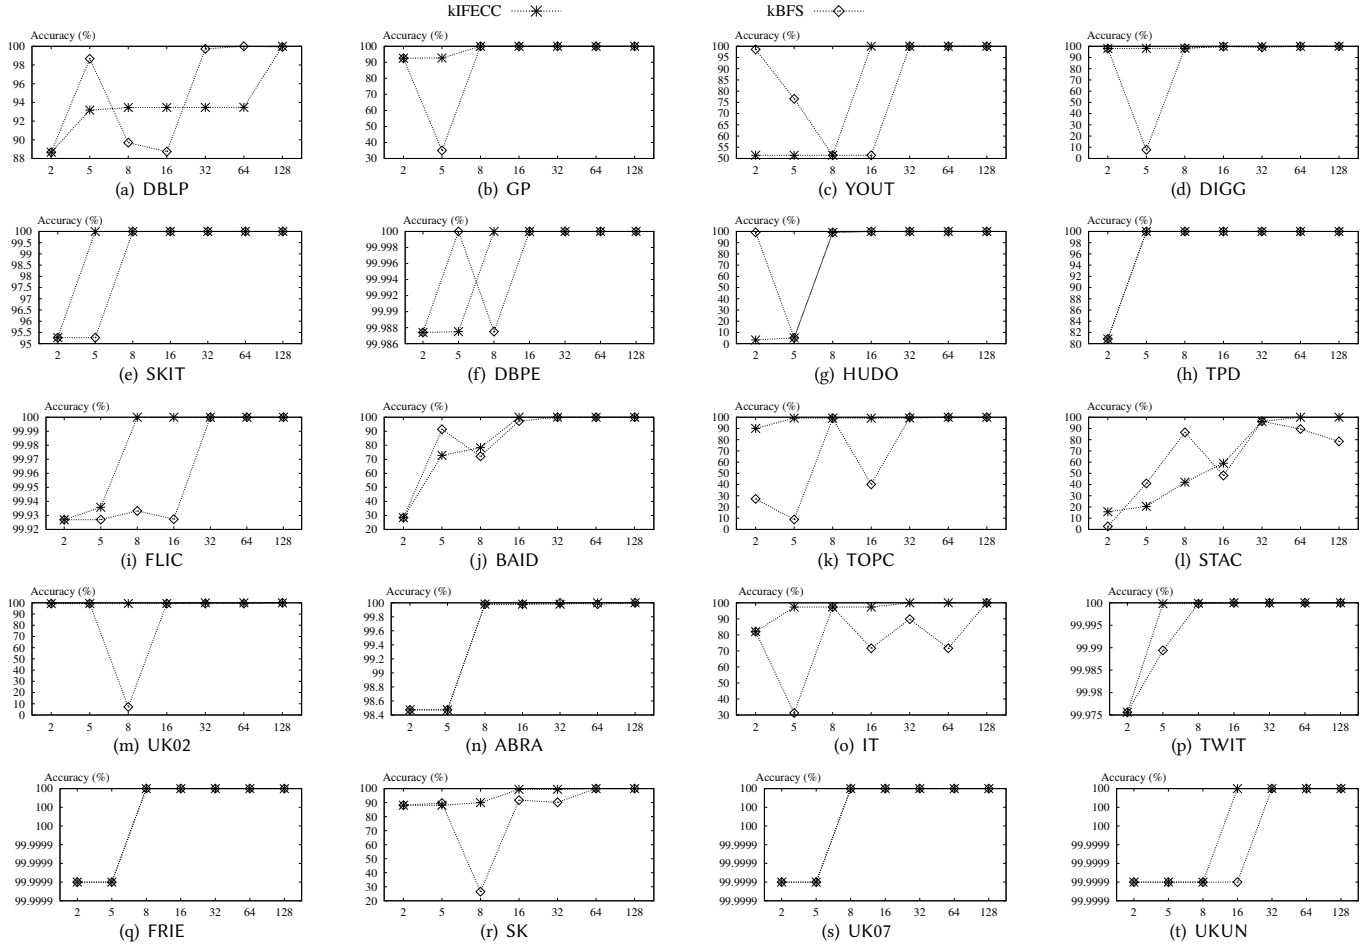 kIFECC kBFS
Accuracy (%)
100
98
96
94
92
90
88
2 5 8 16 32 64 128
(a) DBLP
Accuracy (%)
100
90
80
70
60
50
40
30
2 5 8 16 32 64 128
(b) GP
Accuracy (%)
100
95
90
85
80
75
70
65
60
55
50
2 5 8 16 32 64 128
(c) YOUT
Accuracy (%)
100
90
80
70
60
50
40
30
20
10
0
2 5 8 16 32 64 128
(d) DIGG
Accuracy (%)
100
99.5
99
98.5
98
97.5
97
96.5
96
95.5
95
2 5 8 16 32 64 128
(e) SKIT
Accuracy (%)
100
99.998
99.996
99.994
99.992
99.99
99.988
99.986
2 5 8 16 32 64 128
(f) DBPE
Accuracy (%)
100
90
80
70
60
50
40
30
20
10
0
2 5 8 16 32 64 128
(g) HUDO
Accuracy (%)
100
98
96
94
92
90
88
86
84
82
80
2 5 8 16 32 64 128
(h) TPD
Accuracy (%)
100
99.99
99.98
99.97
99.96
99.95
99.94
99.93
99.92
2 5 8 16 32 64 128
(i) FLIC
Accuracy (%)
100
90
80
70
60
50
40
30
20
2 5 8 16 32 64 128
(j) BAID
Accuracy (%)
100
90
80
70
60
50
40
30
20
10
0
2 5 8 16 32 64 128
(k) TOPC
Accuracy (%)
100
90
80
70
60
50
40
30
20
10
0
2 5 8 16 32 64 128
(l) STAC
Accuracy (%)
100
90
80
70
60
50
40
30
20
10
0
2 5 8 16 32 64 128
(m) UK02
Accuracy (%)
100
99.8
99.6
99.4
99.2
99
98.8
98.6
98.4
2 5 8 16 32 64 128
(n) ABRA
Accuracy (%)
100
90
80
70
60
50
40
30
2 5 8 16 32 64 128
(o) IT
Accuracy (%)
100
99.995
99.99
99.985
99.98
99.975
2 5 8 16 32 64 128
(p) TWIT
Accuracy (%)
100
100
100
99.9999
99.9999
99.9999
99.9999
2 5 8 16 32 64 128
(q) FRIE
Accuracy (%)
100
90
80
70
60
50
40
30
20
2 5 8 16 32 64 128
(r) SK
Accuracy (%)
100
100
100
99.9999
99.9999
99.9999
99.9999
2 5 8 16 32 64 128
(s) UK07
Accuracy (%)
100
100
100
99.9999
99.9999
99.9999
99.9999
2 5 8 16 32 64 128
(t) UKUN